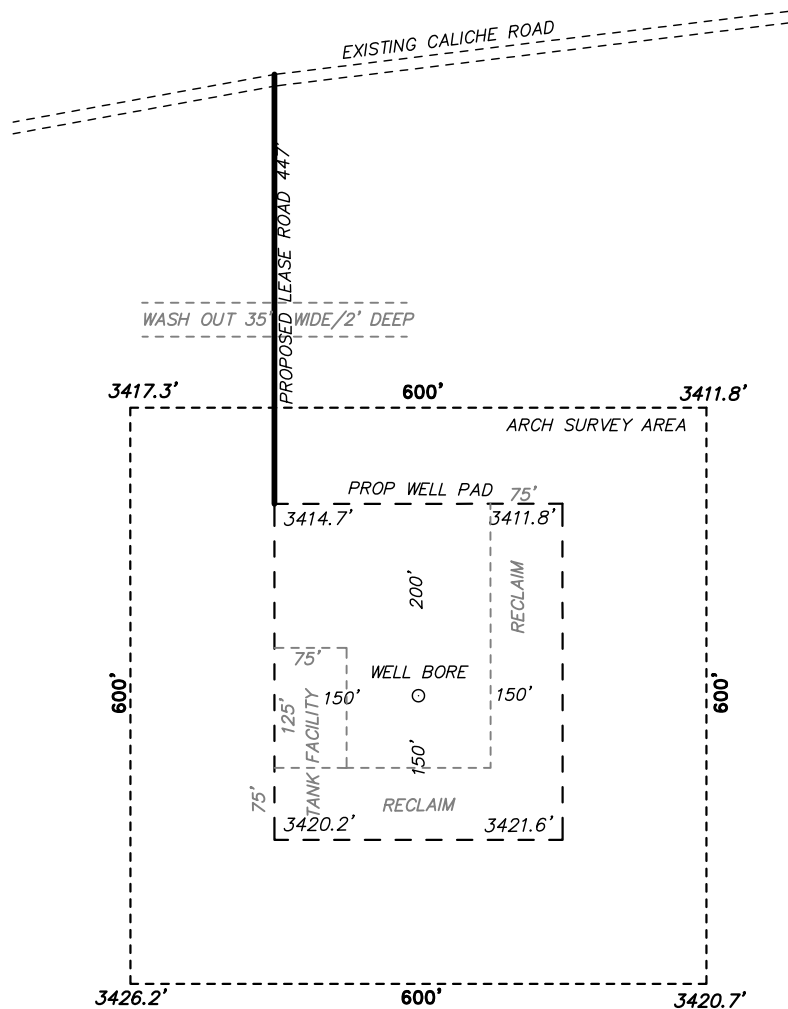 EXISTING CALICHE ROAD
PROPOSED LEASE ROAD 447'
WASH OUT 35' WIDE/2' DEEP
3417.3'
600'
3411.8'
ARCH SURVEY AREA
PROP WELL PAD
75'
3414.7'
3411.8'
200'
RECLAIM
75'
WELL BORE
600'
125'
TANK FACILITY
150'
150'
600'
150'
75'
RECLAIM
3420.2'
3421.6'
3426.2'
600'
3420.7'